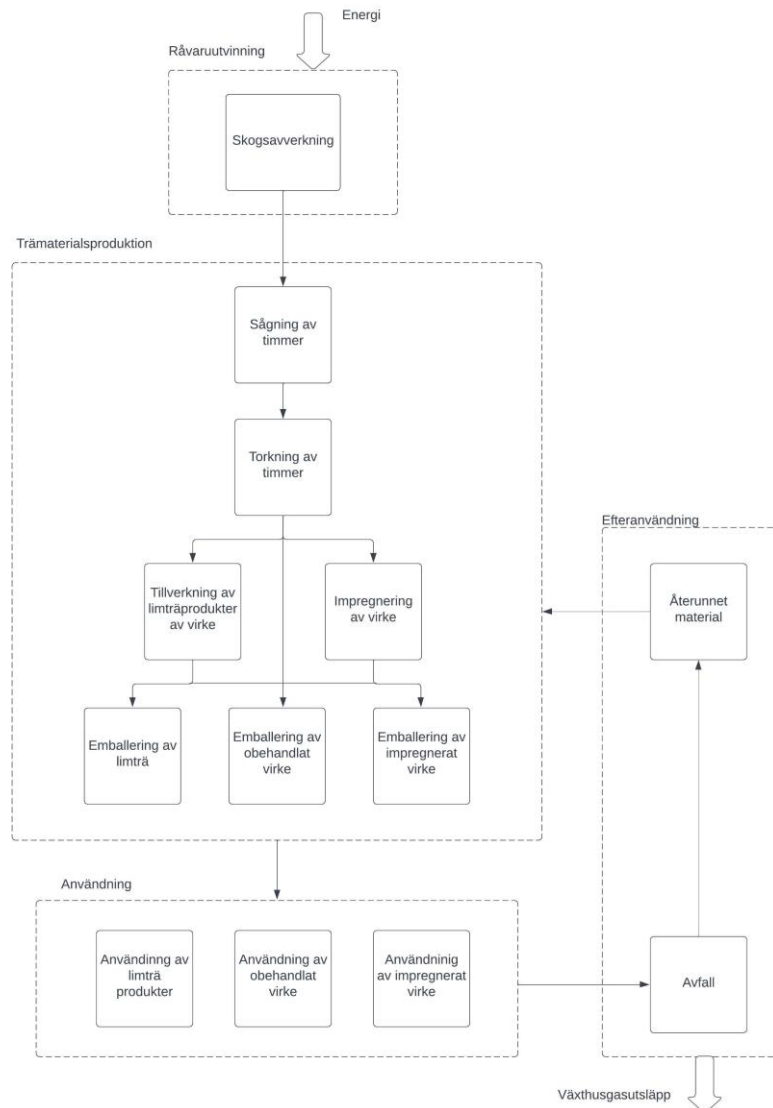 Energi
Råvaruutvinning
Skogsavverkning
Trämaterialsproduktion
Sågning av
timmer
Torkning av
timmer
Efteranvändning
Tillverkning av
limträprodukter
av virke
Impregnering
av virke
Återunnet
material
Emballering av
limträ
Emballering av
obehandlat
virke
Emballering av
impregnerat
virke
Användning
Användinng av
limträ
produkter
Användning av
obehandlat
virke
Användninig
av impregnerat
virke
Avfall
Växthusgasutsläpp